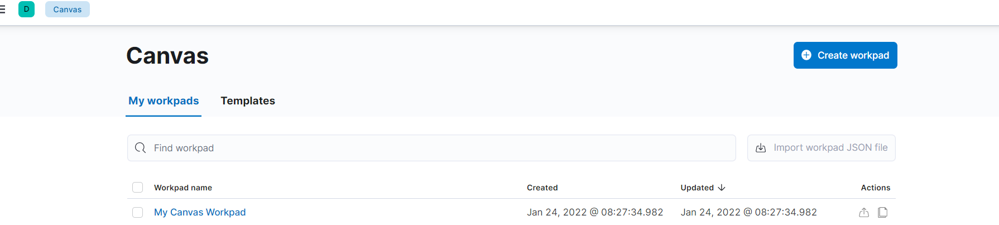 D Canvas
Canvas
Create workpad
My workpads Templates
Find workpad Import workpad JSON file
Workpad name Created Updated Actions
My Canvas Workpad Jan 24, 2022 @ 08:27:34.982 Jan 24, 2022 @ 08:27:34.982